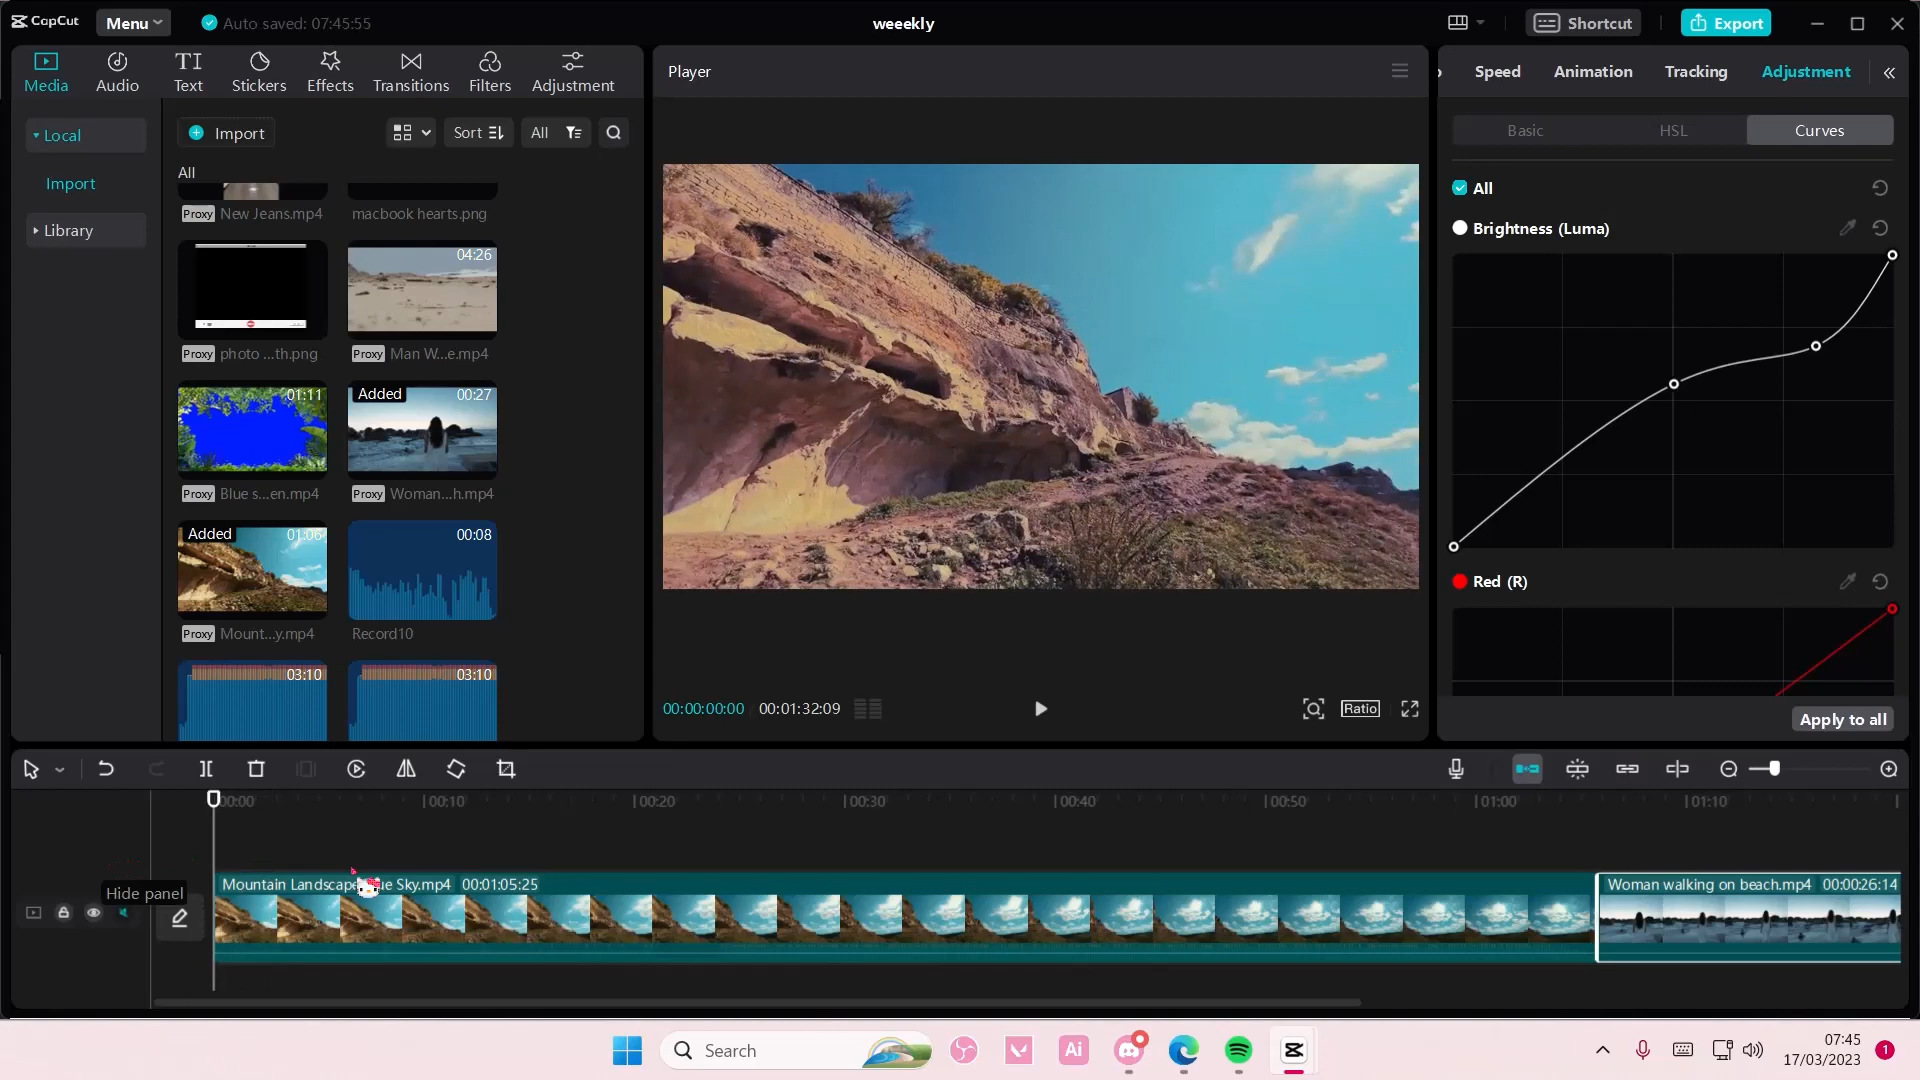 CapCut
Menu
Auto saved: 07:45:55
weeekly
Shortcut
Export
Media
Audio
TI
Text
Stickers
Effects
Transitions
Filters
Adjustment
Player
Speed
Animation
Tracking
Adjustment
Local
Import
Library
Import
Sort
All
All
Proxy New Jeans.mp4
macbook hearts.png
04:26
Proxy photo ...th.png
Proxy Man W...e.mp4
01:11
Added 00:27
Proxy Blue s...en.mp4
Proxy Woman...h.mp4
Added 01:06
00:08
Proxy Mount...y.mp4
Record10
03:10
03:10
00:00:00:00 00:01:32:09
Ratio
Basic
HSL
Curves
All
Brightness (Luma)
Red (R)
Apply to all
00:00
00:10
00:20
00:30
00:40
00:50
01:00
01:10
Hide panel
Mountain Landscape ue Sky.mp4 00:01:05:25
Woman walking on beach.mp4 00:00:26:14
Search
Ai
07:45
17/03/2023
1